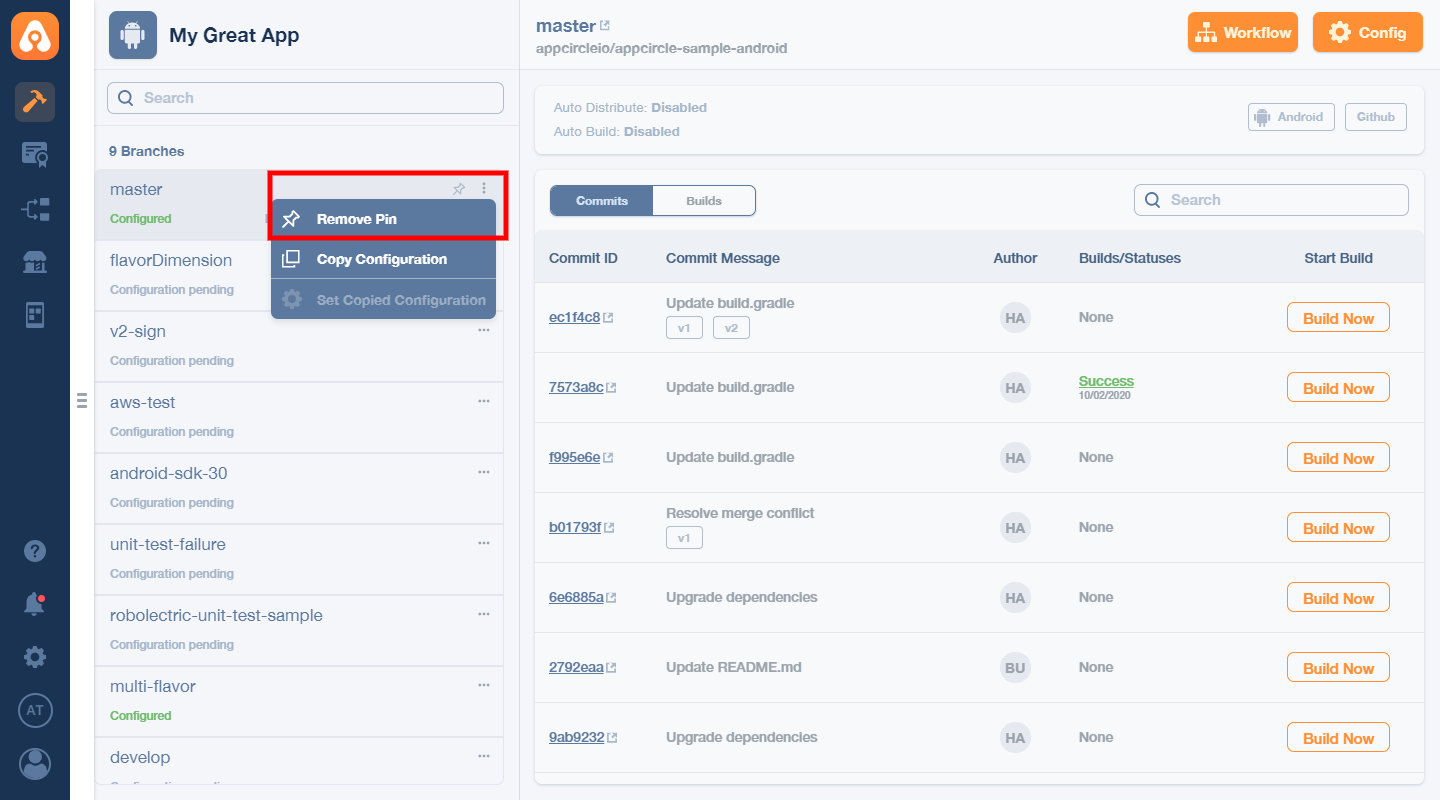 My Great App
Search
9 Branches
master
Configured
Remove Pin
Copy Configuration
Set Copied Configuration
flavorDimension
Configuration pending
v2-sign
Configuration pending
aws-test
Configuration pending
android-sdk-30
Configuration pending
unit-test-failure
Configuration pending
robolectric-unit-test-sample
Configuration pending
multi-flavor
Configured
develop
AT
master
appcircleio/appcircle-sample-android
Workflow
Config
Auto Distribute: Disabled
Auto Build: Disabled
Android
Github
Commits
Builds
Search
Commit ID Commit Message Author Builds/Statuses Start Build
ec1f4c8 Update build.gradle HA None Build Now
v1 v2
7573a8c Update build.gradle HA Success Build Now
10/02/2020
f995e6e Update build.gradle HA None Build Now
b01793f Resolve merge conflict HA None Build Now
v1
6e6885a Upgrade dependencies HA None Build Now
2792eaa Update README.md BU None Build Now
9ab9232 Upgrade dependencies HA None Build Now